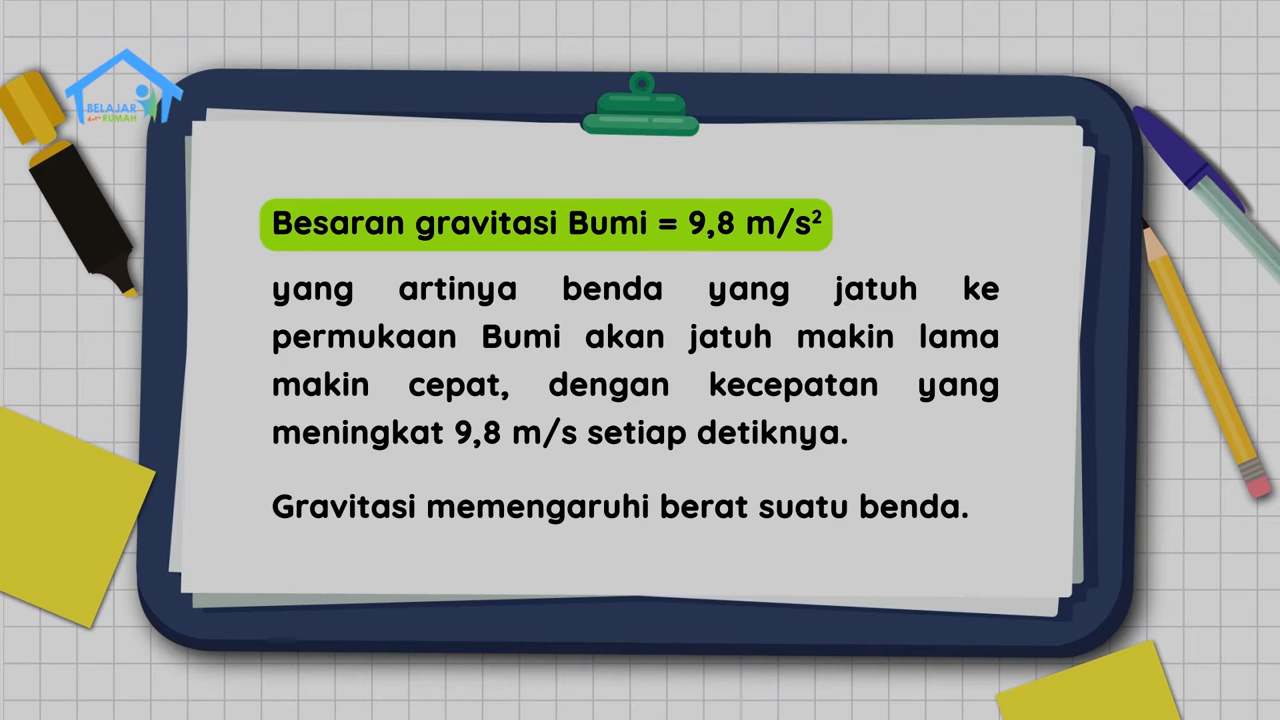 BELAJAR
dari RUMAH
Besaran gravitasi Bumi = 9,8 m/s²
yang artinya benda yang jatuh ke
permukaan Bumi akan jatuh makin lama
makin cepat, dengan kecepatan yang
meningkat 9,8 m/s setiap detiknya.
Gravitasi memengaruhi berat suatu benda.